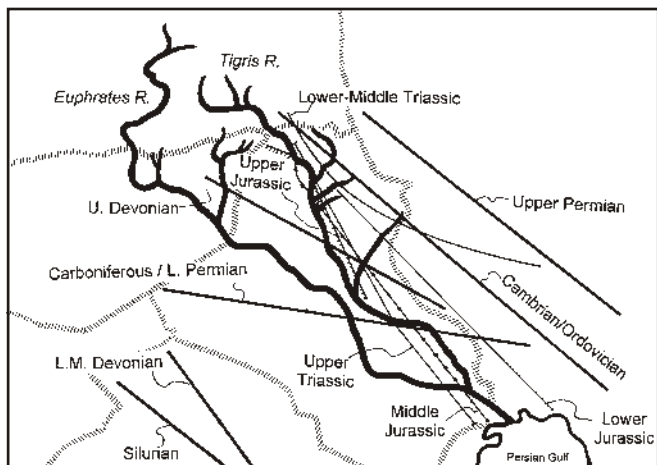 Tigris R.
Euphrates R.
Lower-Middle Triassic
Upper
Jurassic
U. Devonian
Upper Permian
Carboniferous / L. Permian
Cambrian/Ordovician
L.M. Devonian
Upper
Triassic
Middle
Jurassic
Lower
Jurassic
Silurian
Persian Gulf